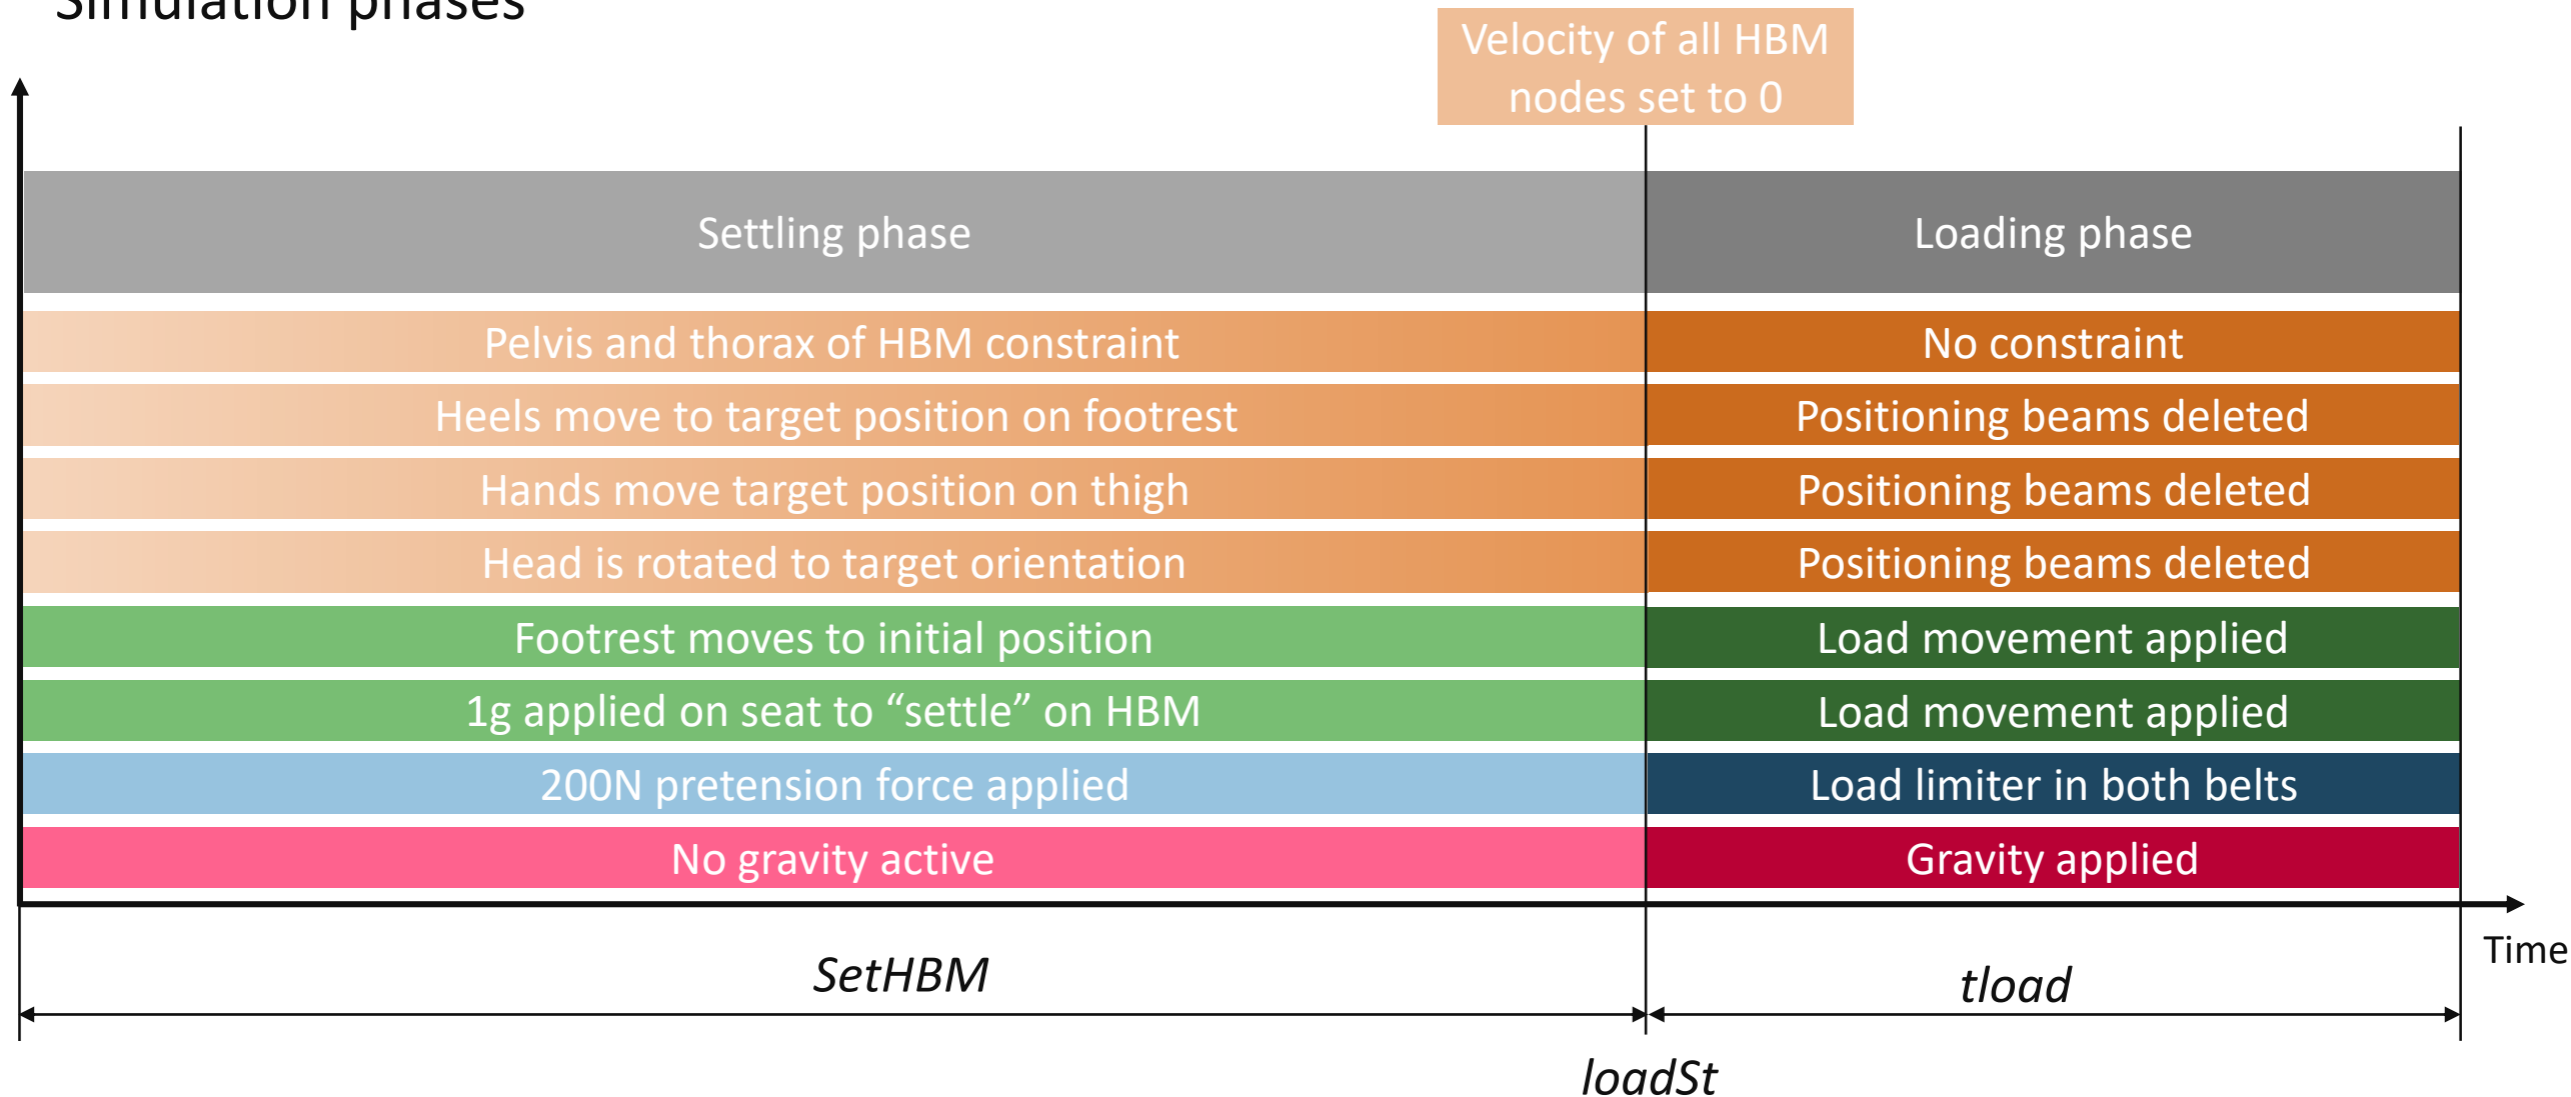 Simulation phases
Velocity of all HBM
nodes set to 0
Settling phase
Loading phase
Pelvis and thorax of HBM constraint
No constraint
Heels move to target position on footrest
Positioning beams deleted
Hands move target position on thigh
Positioning beams deleted
Head is rotated to target orientation
Positioning beams deleted
Footrest moves to initial position
Load movement applied
1g applied on seat to “settle” on HBM
Load movement applied
200N pretension force applied
Load limiter in both belts
No gravity active
Gravity applied
Time
SetHBM
tload
loadSt